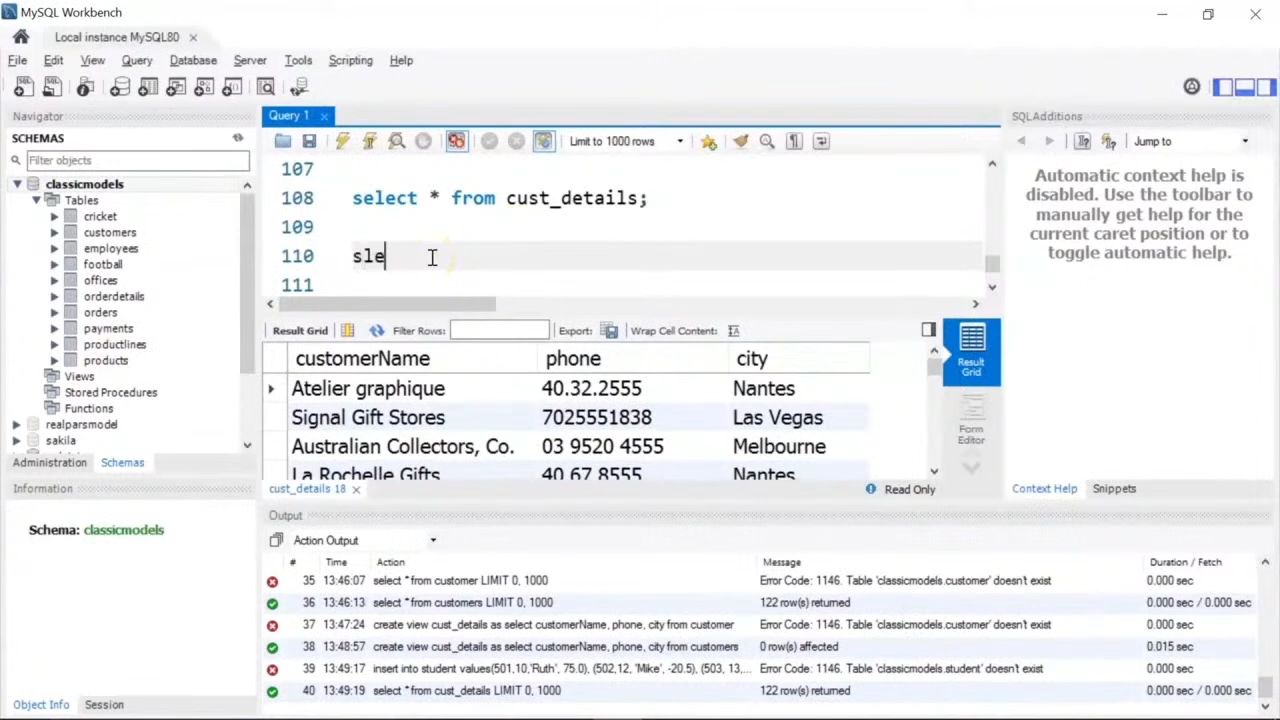 MySQL Workbench
Local instance MySQL80
File Edit View Query Database Server Tools Scripting Help
Navigator
SCHEMAS
Filter objects
classicmodels
Tables
cricket
customers
employees
football
offices
orderdetails
orders
payments
productlines
products
Views
Stored Procedures
Functions
realparsmodel
sakila
Administration Schemas
Information
Schema: classicmodels
Object Info Session
Query 1
Limit to 1000 rows
107
108 select * from cust_details;
109
110 sle
111
Result Grid Filter Rows: Export: Wrap Cell Content:
customerName phone city
Atelier graphique 40.32.2555 Nantes
Signal Gift Stores 7025551838 Las Vegas
Australian Collectors, Co. 03 9520 4555 Melbourne
La Rochelle Gifts 40.67.8555 Nantes
Result Grid
Form Editor
cust_details 18 Read Only
SQLAdditions
Jump to
Automatic context help is
disabled. Use the toolbar to
manually get help for the
current caret position or to
toggle automatic help.
Context Help Snippets
Output
Action Output
# Time Action Message Duration / Fetch
35 13:46:07 select * from customer LIMIT 0, 1000 Error Code: 1146. Table 'classicmodels.customer' doesn't exist 0.000 sec
36 13:46:13 select * from customers LIMIT 0, 1000 122 row(s) returned 0.000 sec / 0.000 sec
37 13:47:24 create view cust_details as select customerName, phone, city from customer Error Code: 1146. Table 'classicmodels.customer' doesn't exist 0.000 sec
38 13:48:57 create view cust_details as select customerName, phone, city from customers 0 row(s) affected 0.015 sec
39 13:49:17 insert into student values(501,10,'Ruth', 75.0), (502,12, 'Mike', -20.5), (503, 13,... Error Code: 1146. Table 'classicmodels.student' doesn't exist 0.000 sec
40 13:49:19 select * from cust_details LIMIT 0, 1000 122 row(s) returned 0.000 sec / 0.000 sec